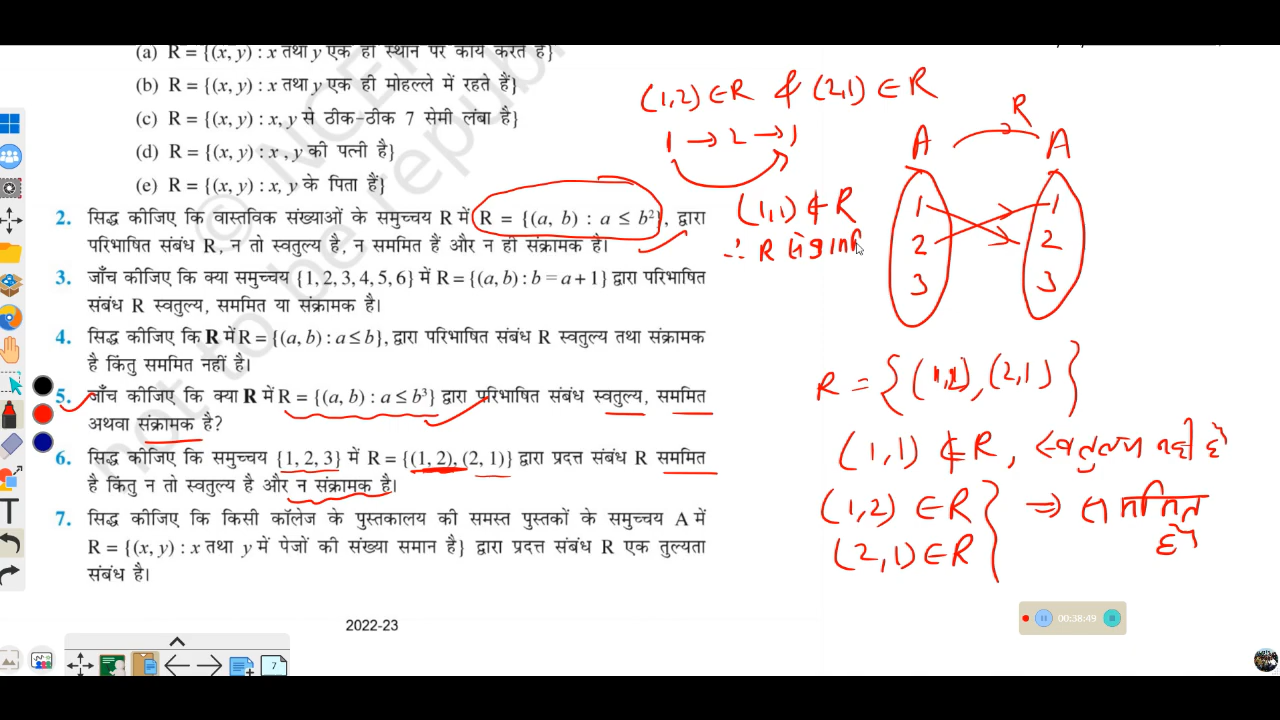 (a) R = {(x, y) : x तथा y एक ही स्थान पर कार्य करते हैं}
(b) R = {(x, y) : x तथा y एक ही मोहल्ले में रहते हैं}
(c) R = {(x, y) : x, y से ठीक-ठीक 7 सेमी लंबा है}
(d) R = {(x, y) : x , y की पत्नी है}
(e) R = {(x, y) : x, y के पिता हैं}
2. सिद्ध कीजिए कि वास्तविक संख्याओं के समुच्चय R में R = {(a, b) : a ≤ b²}, द्वारा
परिभाषित संबंध R, न तो स्वतुल्य है, न सममित हैं और न ही संक्रामक है।
3. जाँच कीजिए कि क्या समुच्चय {1, 2, 3, 4, 5, 6} में R = {(a, b) : b = a + 1} द्वारा परिभाषित
संबंध R स्वतुल्य, सममित या संक्रामक है।
4. सिद्ध कीजिए कि R में R = {(a, b) : a ≤ b}, द्वारा परिभाषित संबंध R स्वतुल्य तथा संक्रामक
है किंतु सममित नहीं है।
5. जाँच कीजिए कि क्या R में R = {(a, b) : a ≤ b³} द्वारा परिभाषित संबंध स्वतुल्य, सममित
अथवा संक्रामक है?
6. सिद्ध कीजिए कि समुच्चय {1, 2, 3} में R = {(1, 2), (2, 1)} द्वारा प्रदत्त संबंध R सममित
है किंतु न तो स्वतुल्य है और न संक्रामक है।
7. सिद्ध कीजिए कि किसी कॉलेज के पुस्तकालय की समस्त पुस्तकों के समुच्चय A में
R = {(x, y) : x तथा y में पेजों की संख्या समान है} द्वारा प्रदत्त संबंध R एक तुल्यता
संबंध है।
2022-23
(1,2) ∈ R & (2,1) ∈ R
1 → 2 → 1
(1,1) ∉ R
∴ R
R
A A
1 1
2 2
3 3
R = {(1,2), (2,1)}
(1,1) ∉ R, स्वतुल्य नहीं है
(1,2) ∈ R } ⇒ सममित
(2,1) ∈ R है
00:38:49
7